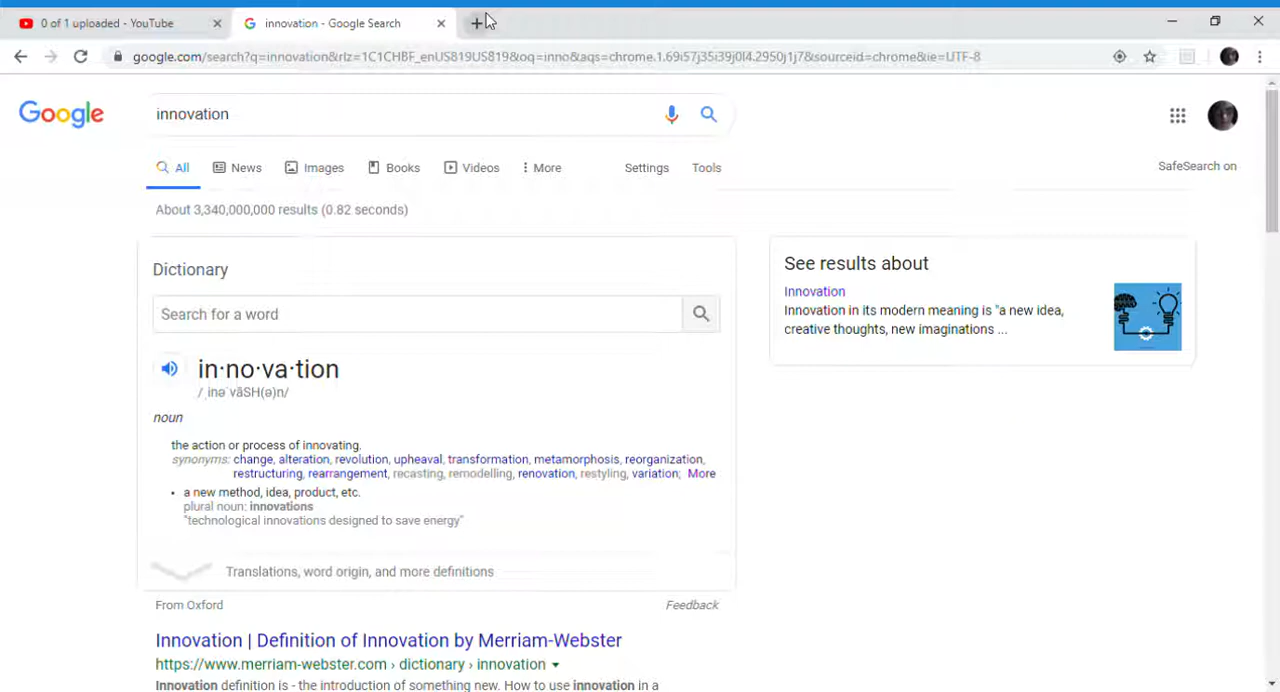 0 of 1 uploaded - YouTube
innovation - Google Search
google.com/search?q=innovation&rlz=1C1CHBF_enUS819US819&oq=inno&aqs=chrome.1.69i57j35i39j0l4.2950j1j7&sourceid=chrome&ie=UTF-8
Google
innovation
All News Images Books Videos More Settings Tools
SafeSearch on
About 3,340,000,000 results (0.82 seconds)
Dictionary
Search for a word
in·no·va·tion
/ˌinəˈvāSH(ə)n/
noun
the action or process of innovating.
synonyms: change, alteration, revolution, upheaval, transformation, metamorphosis, reorganization,
restructuring, rearrangement, recasting, remodelling, renovation, restyling, variation; More
• a new method, idea, product, etc.
plural noun: innovations
"technological innovations designed to save energy"
Translations, word origin, and more definitions
From Oxford
Feedback
See results about
Innovation
Innovation in its modern meaning is "a new idea,
creative thoughts, new imaginations ...
Innovation | Definition of Innovation by Merriam-Webster
https://www.merriam-webster.com › dictionary › innovation
Innovation definition is - the introduction of something new. How to use innovation in a